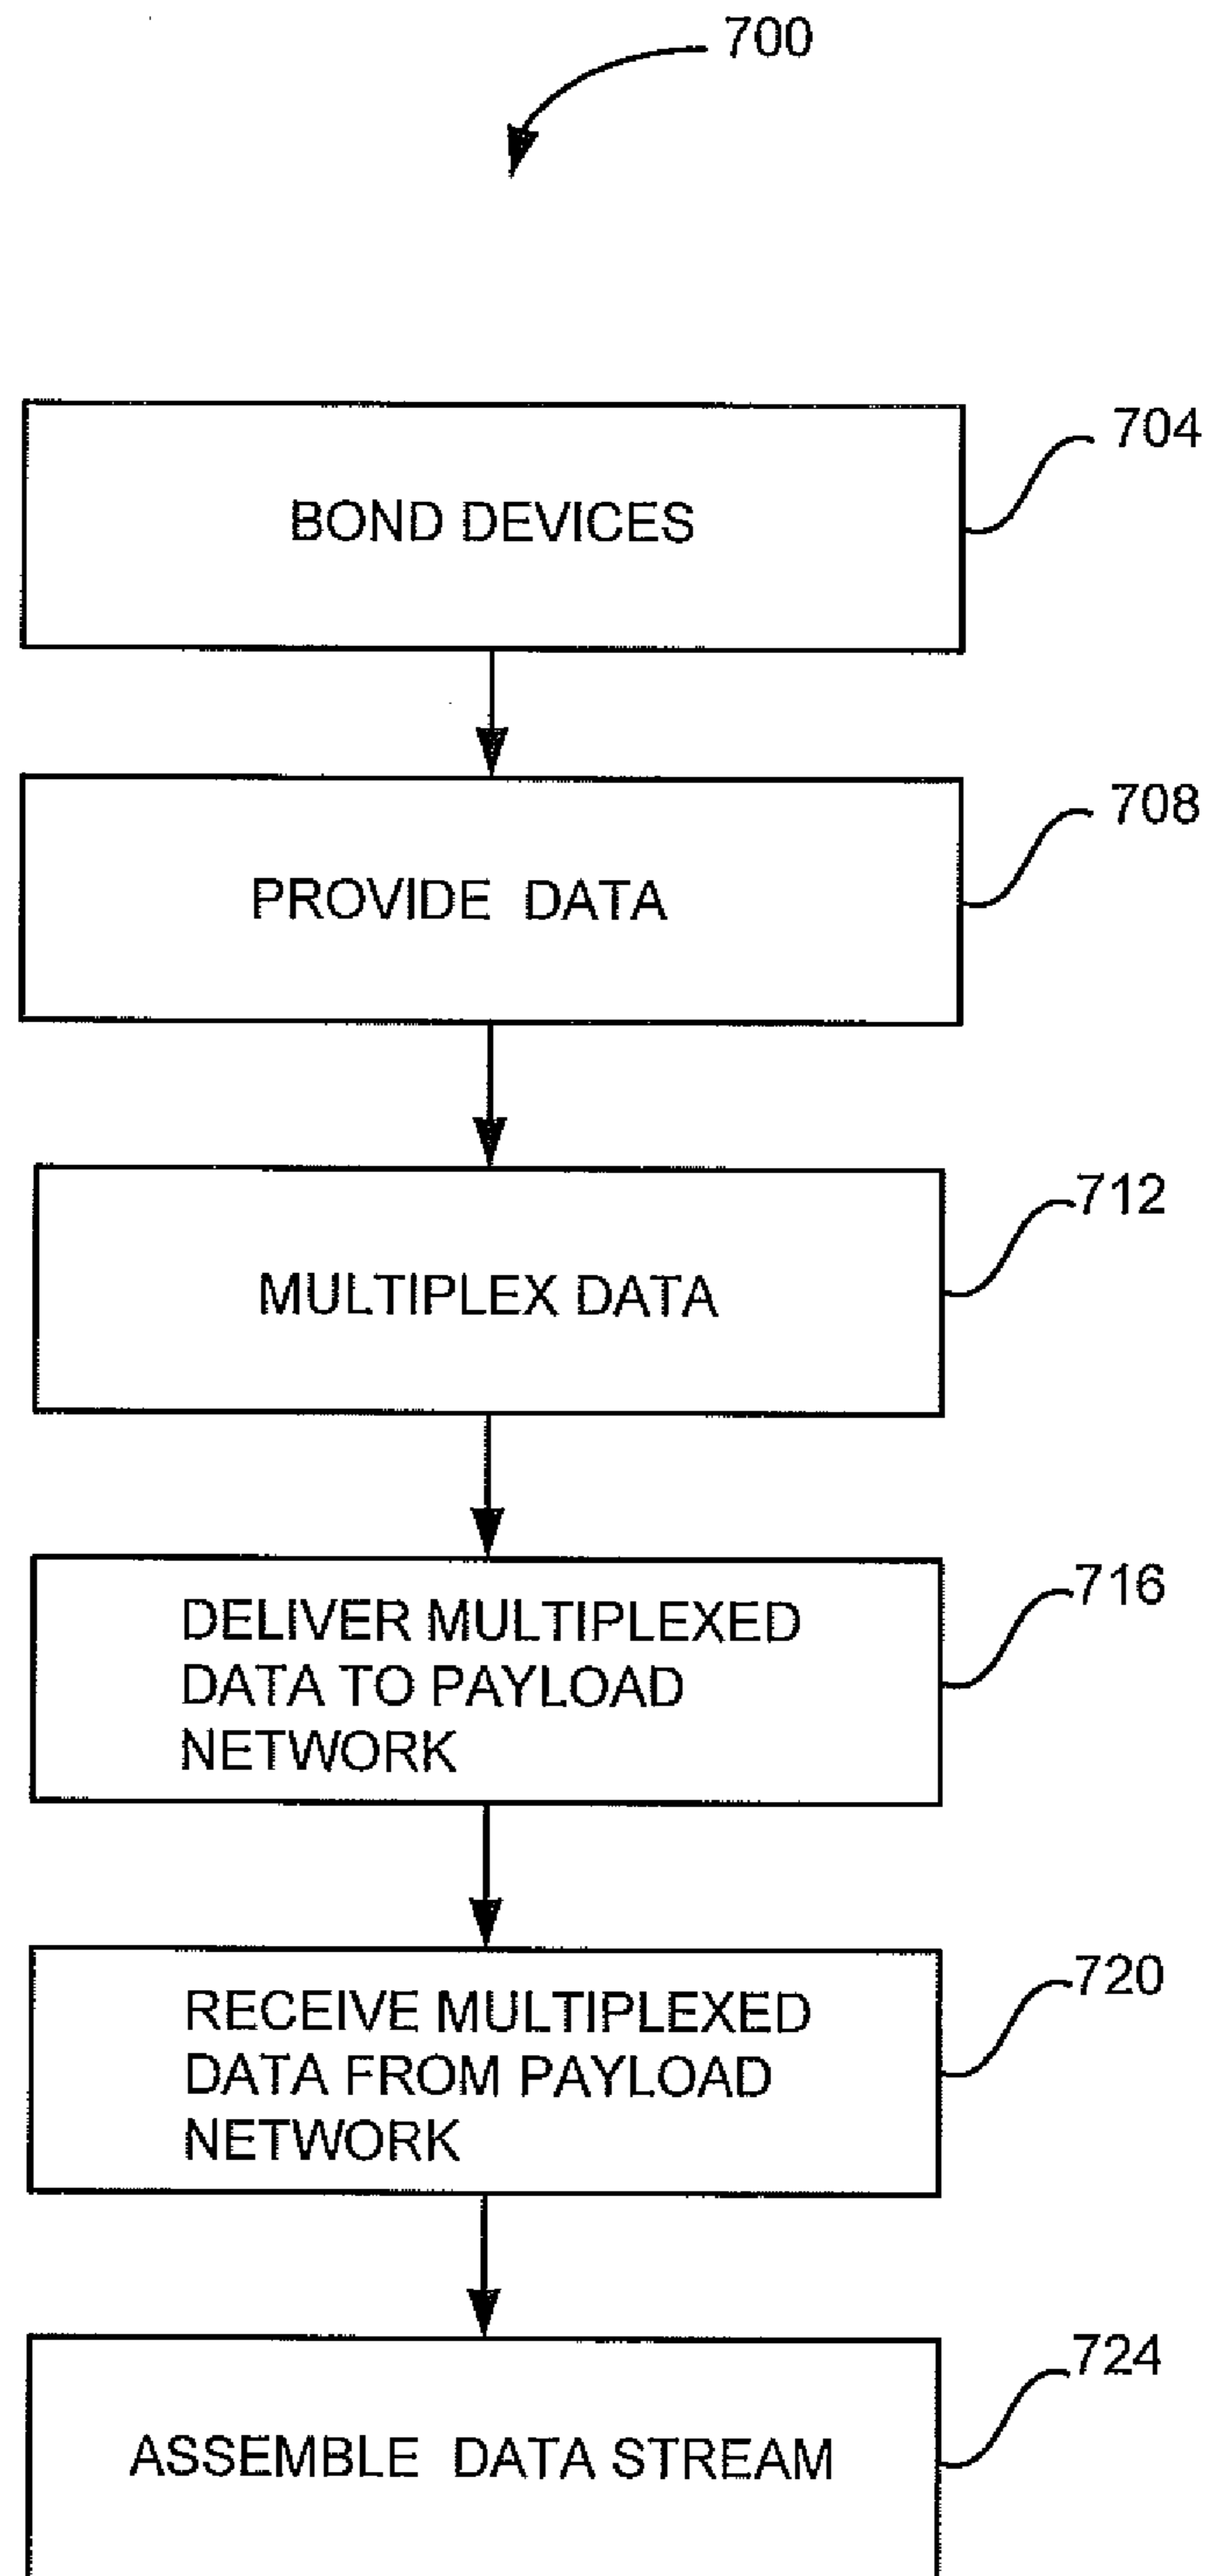 700
BOND DEVICES
704
PROVIDE DATA
708
MULTIPLEX DATA
712
DELIVER MULTIPLEXED
DATA TO PAYLOAD
NETWORK
716
RECEIVE MULTIPLEXED
DATA FROM PAYLOAD
NETWORK
720
ASSEMBLE DATA STREAM
724